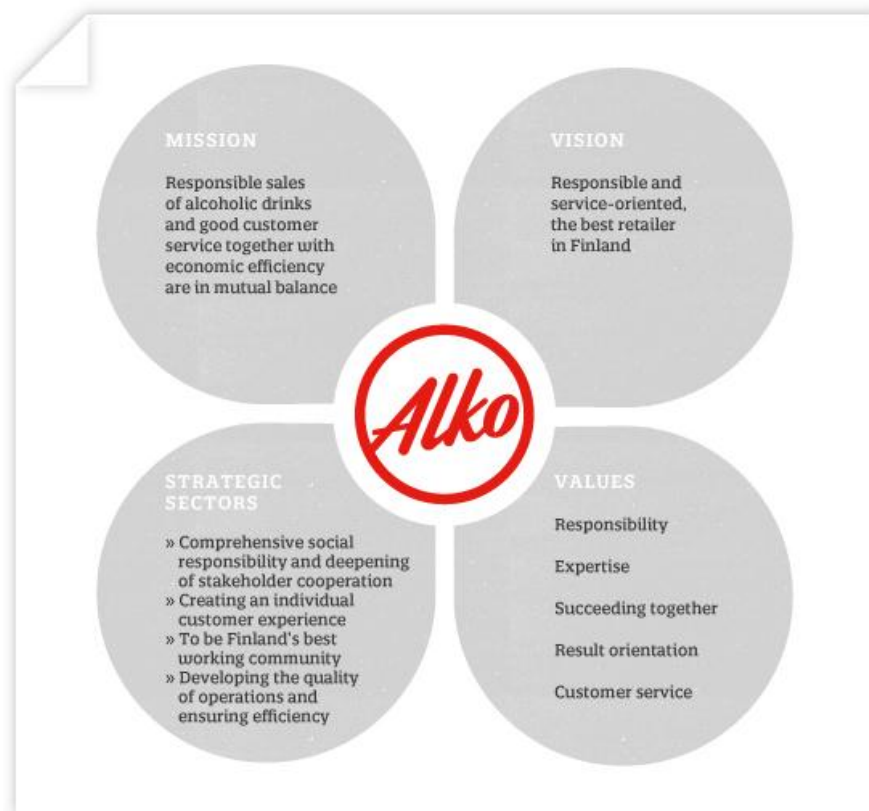 MISSION
Responsible sales
of alcoholic drinks
and good customer
service together with
economic efficiency
are in mutual balance
VISION
Responsible and
service-oriented,
the best retailer
in Finland
Alko
STRATEGIC
SECTORS
» Comprehensive social
responsibility and deepening
of stakeholder cooperation
» Creating an individual
customer experience
» To be Finland's best
working community
» Developing the quality
of operations and
ensuring efficiency
VALUES
Responsibility
Expertise
Succeeding together
Result orientation
Customer service